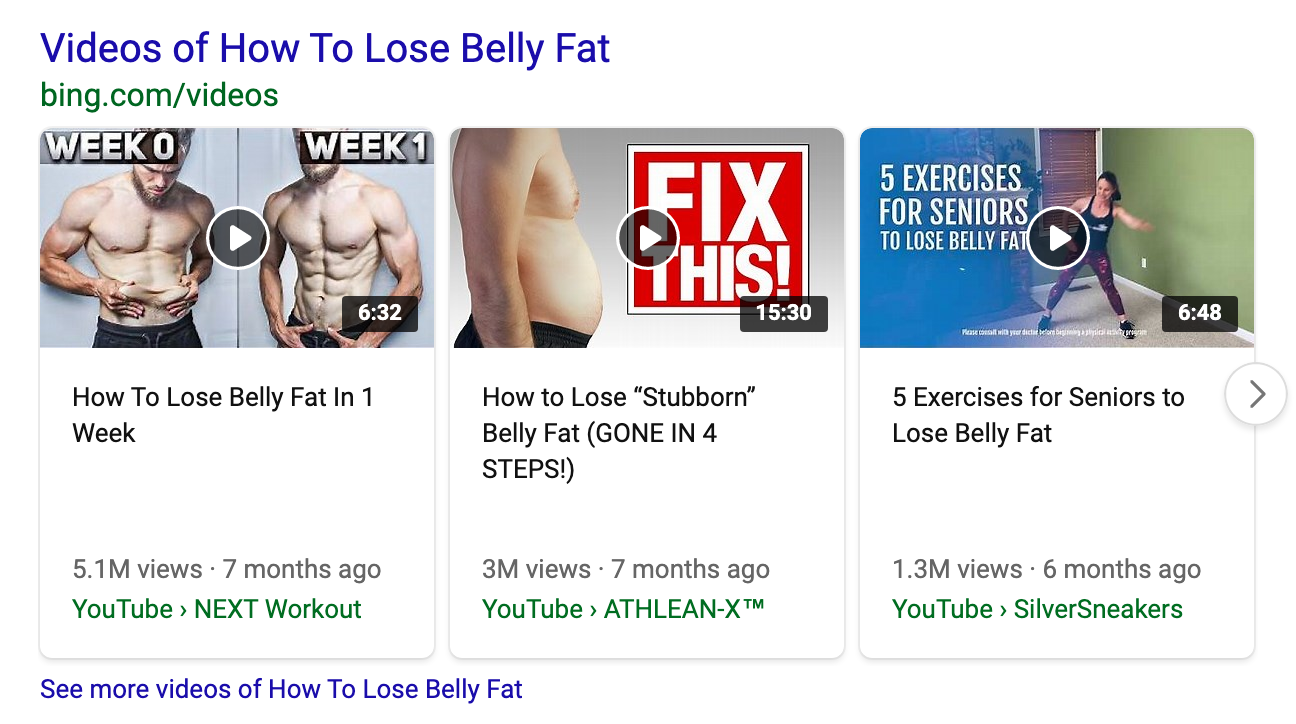 Videos of How To Lose Belly Fat
bing.com/videos
WEEK 0
WEEK 1
6:32
How To Lose Belly Fat In 1
Week
5.1M views · 7 months ago
YouTube › NEXT Workout
FIX
THIS!
15:30
How to Lose “Stubborn”
Belly Fat (GONE IN 4
STEPS!)
3M views · 7 months ago
YouTube › ATHLEAN-X™
5 EXERCISES
FOR SENIORS
TO LOSE BELLY FAT
Please consult with your doctor before beginning a physical activity program
6:48
5 Exercises for Seniors to
Lose Belly Fat
1.3M views · 6 months ago
YouTube › SilverSneakers
See more videos of How To Lose Belly Fat